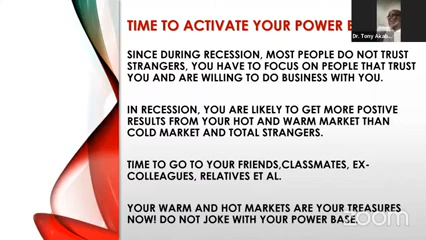 TIME TO ACTIVATE YOUR POWER
Dr. Tony Akab
SINCE DURING RECESSION, MOST PEOPLE DO NOT TRUST
STRANGERS, YOU HAVE TO FOCUS ON PEOPLE THAT TRUST
YOU AND ARE WILLING TO DO BUSINESS WITH YOU.
IN RECESSION, YOU ARE LIKELY TO GET MORE POSTIVE
RESULTS FROM YOUR HOT AND WARM MARKET THAN
COLD MARKET AND TOTAL STRANGERS.
TIME TO GO TO YOUR FRIENDS,CLASSMATES, EX-
COLLEAGUES, RELATIVES ET AL.
YOUR WARM AND HOT MARKETS ARE YOUR TREASURES
NOW! DO NOT JOKE WITH YOUR POWER BASE.
zoom